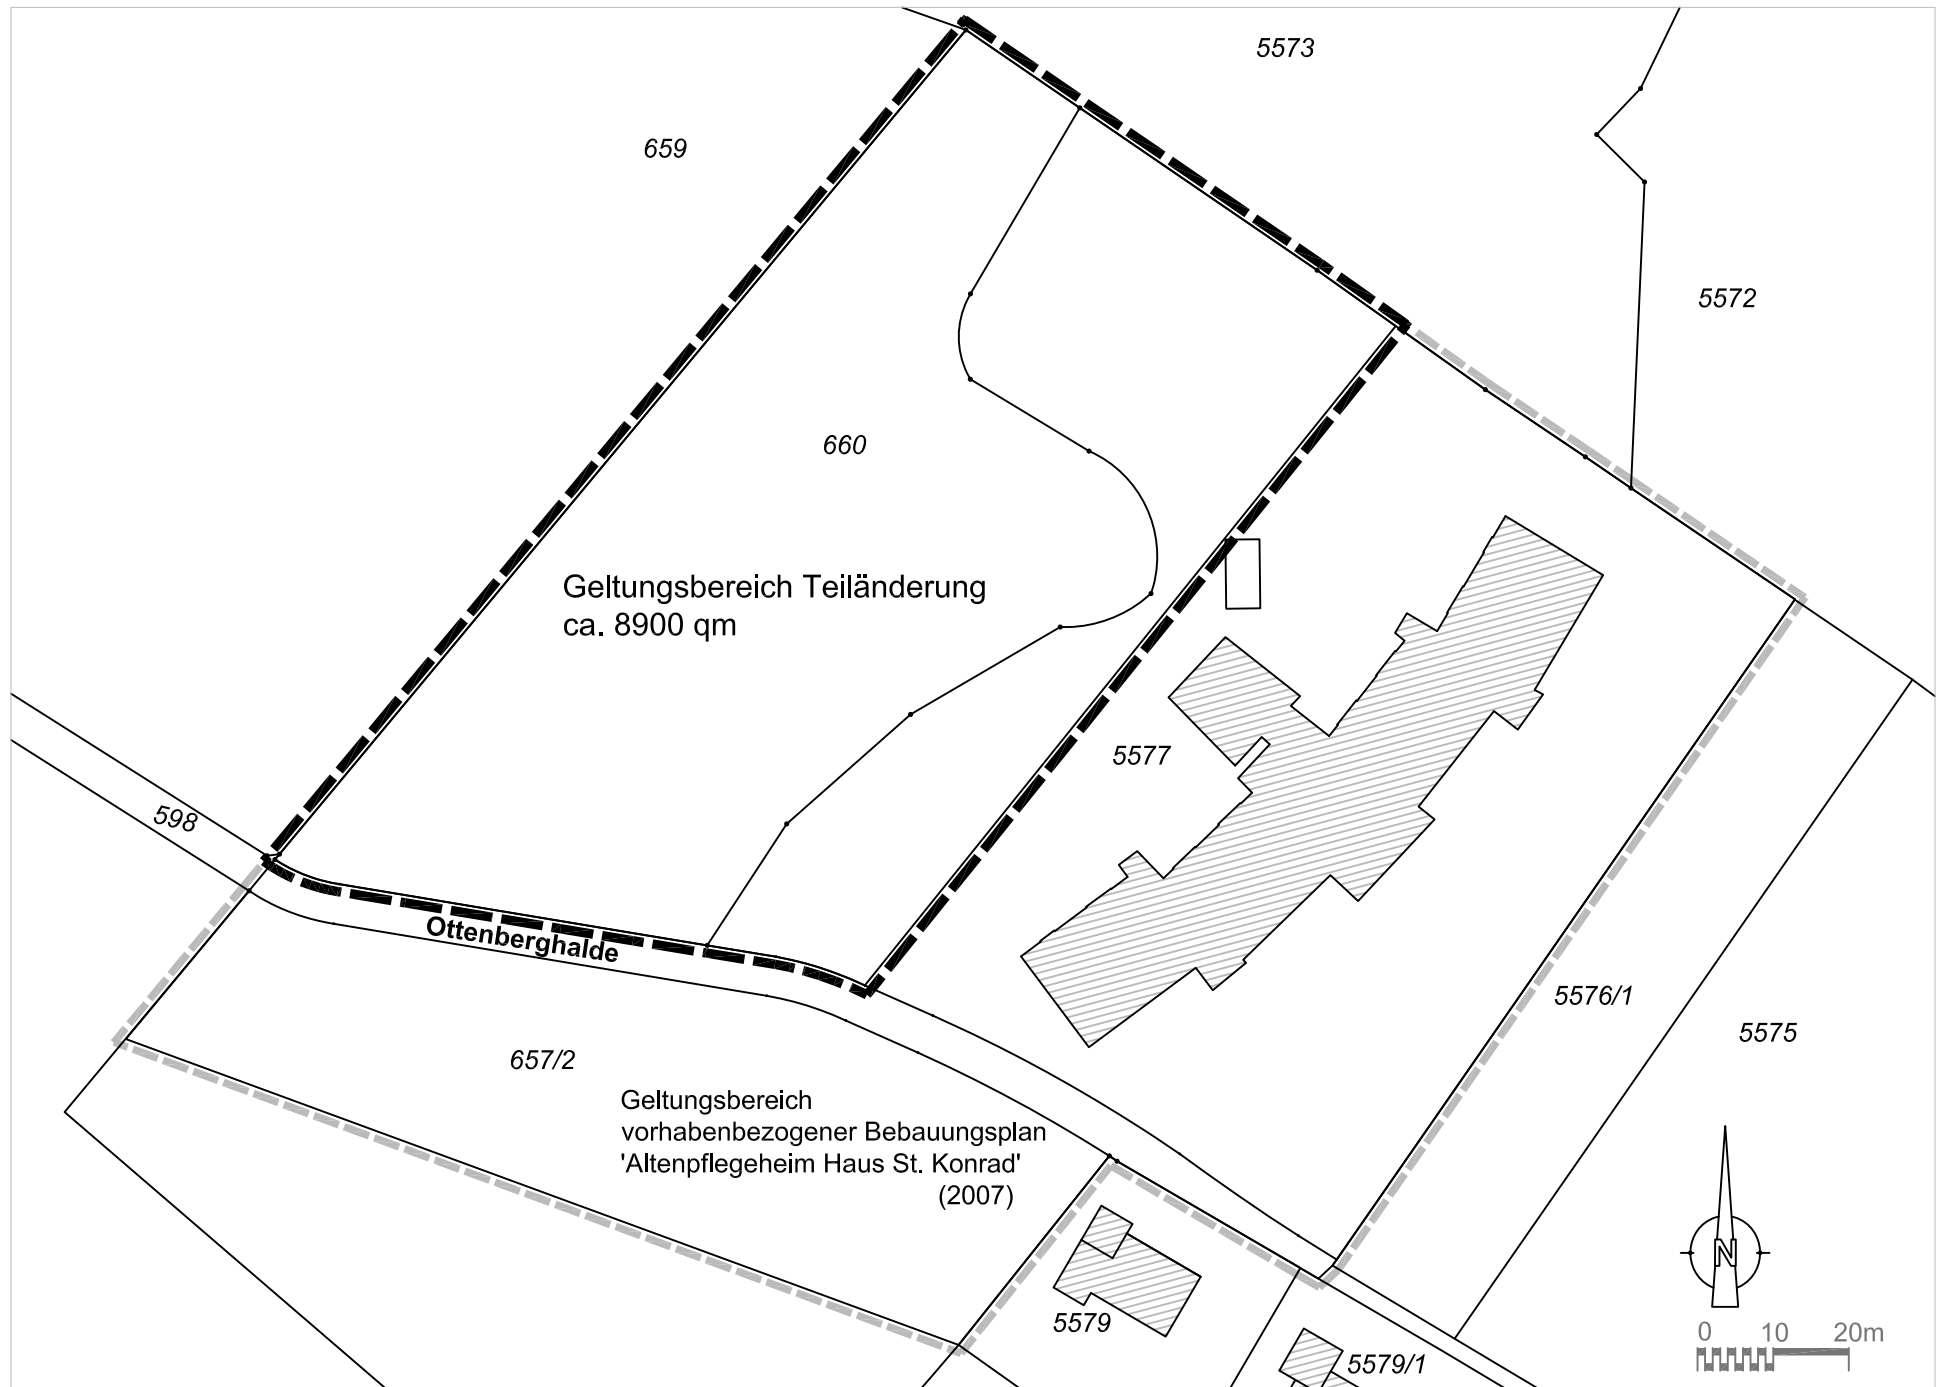 5573
659
5572
660
Geltungsbereich Teiländerung
ca. 8900 qm
5577
598
Ottenberghalde
5576/1
5575
657/2
Geltungsbereich
vorhabenbezogener Bebauungsplan
'Altenpflegeheim Haus St. Konrad'
(2007)
N
5579
0 10 20m
5579/1